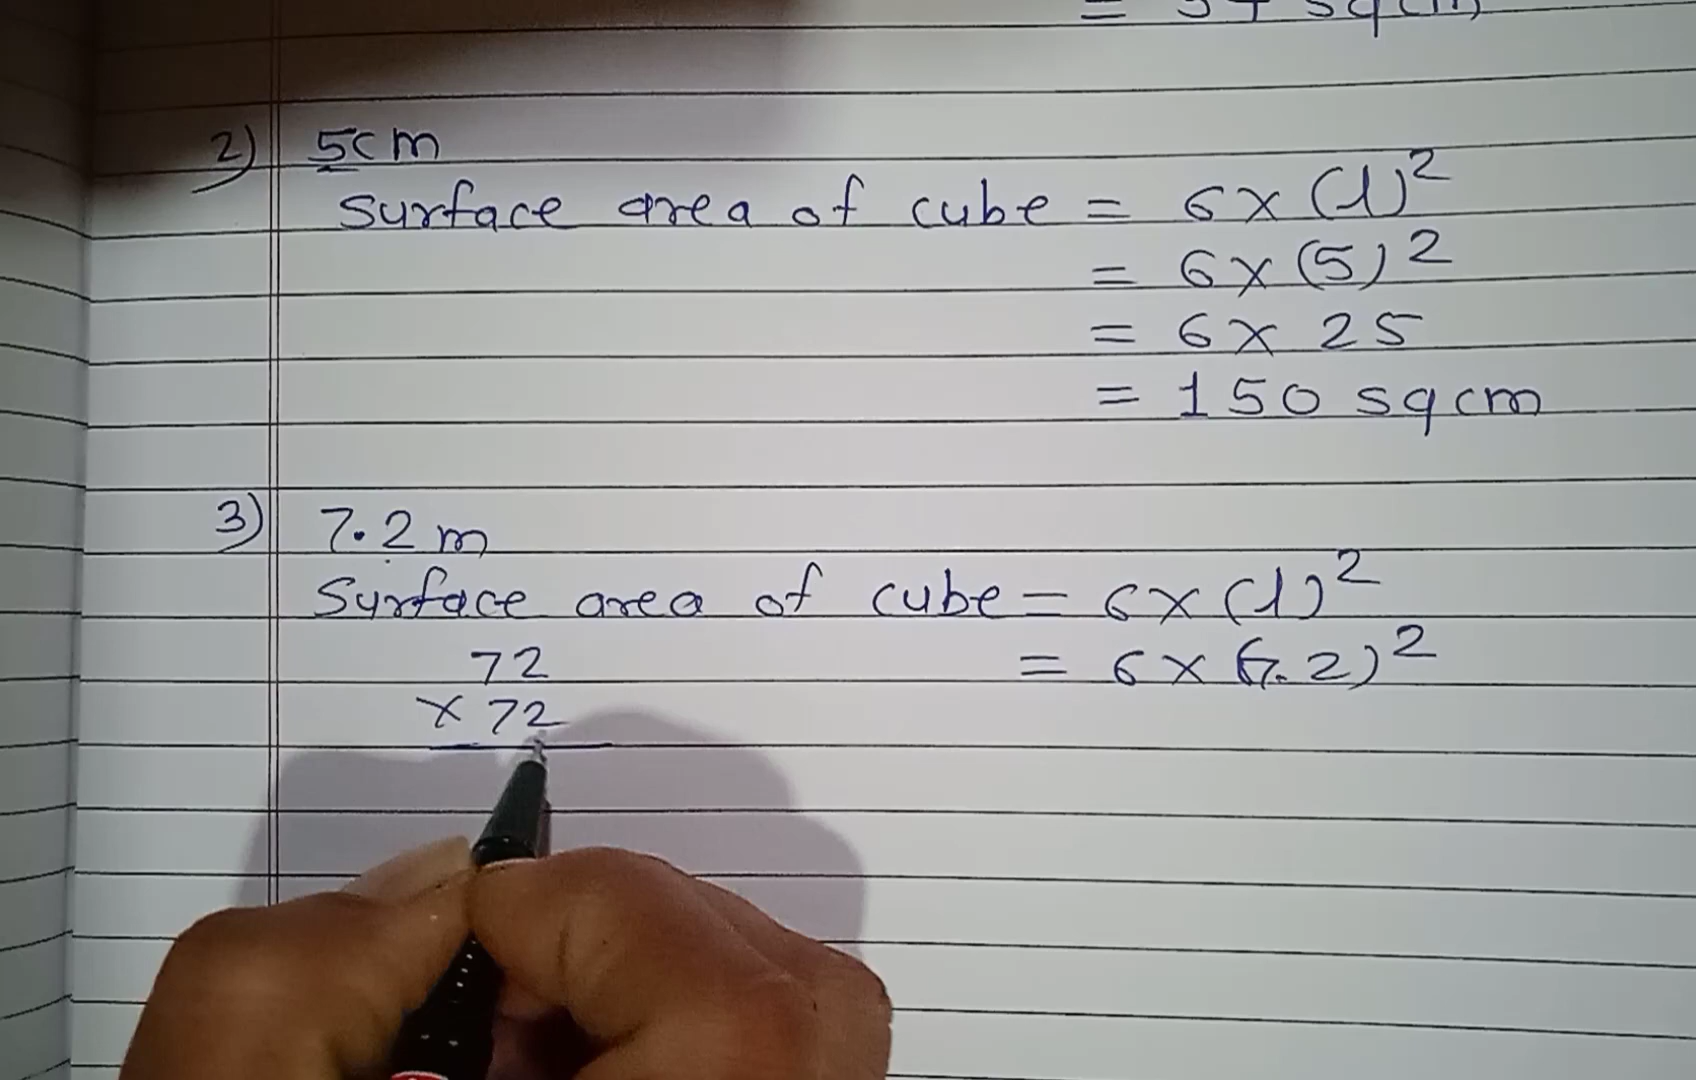 2) 5cm
surface area of cube = 6 x (l)²
= 6 x (5)²
= 6 x 25
= 150 sq cm
3) 7.2 m
Surface area of cube = 6 x (l)²
72 = 6 x (7.2)²
x 72